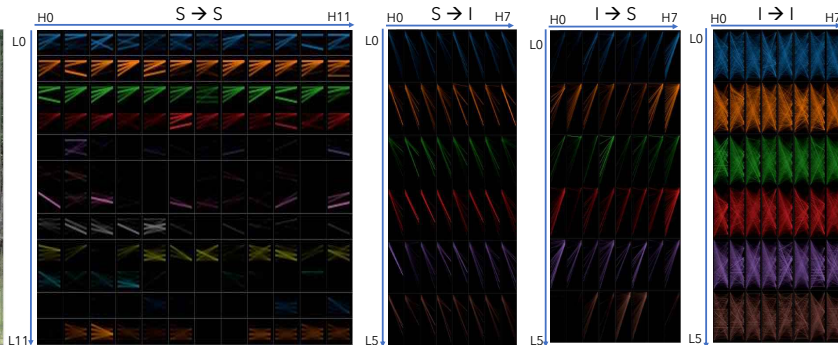 S → S
H0 H11
L0
L11
S → I
H0 H7
L0
L5
I → S
H0 H7
L0
L5
I → I
H0 H7
L0
L5